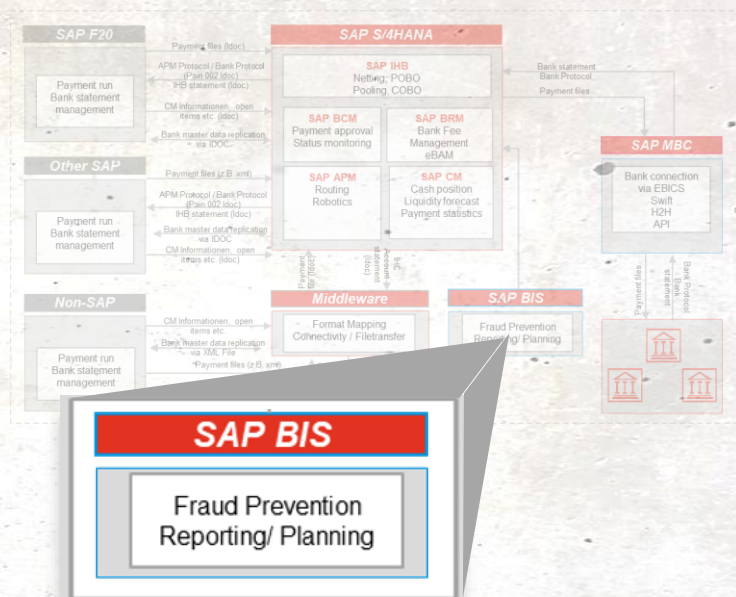 SAP F20
Payment run
Bank statement
management
Payment files (Idoc)
APM Protocol / Bank Protocol
(Pain 002 Idoc)
IHB statement (Idoc)
CM Informationen, open
items etc. (Idoc)
Bank master data replication
via IDOC
SAP S/4HANA
SAP IHB
Netting, POBO
Pooling, COBO
SAP BCM
Payment approval
Status monitoring
SAP BRM
Bank Fee
Management
eBAM
SAP APM
Routing
Robotics
SAP CM
Cash position
Liquidity forecast
Payment statistics
Bank statement
Bank Protocol
Payment files
SAP MBC
Bank connection
via EBICS
Swift
H2H
API
Other SAP
Payment run
Bank statement
management
Payment files (z.B. xml)
APM Protocol / Bank Protocol
(Pain 002 Idoc)
IHB statement (Idoc)
Bank master data replication
via IDOC
CM Informationen, open
items etc. (Idoc)
Payment
(Idoc)
IHC
Account
statement
(Idoc)
Payment files
Bank
statement
Bank Protocol
Non-SAP
Payment run
Bank statement
management
CM Informationen, open
items etc.
Bank master data replication
via XML File
Payment files (z.B. xml)
Middleware
Format Mapping
Connectivity / Filetransfer
SAP BIS
Fraud Prevention
Reporting/ Planning
SAP BIS
Fraud Prevention
Reporting/ Planning